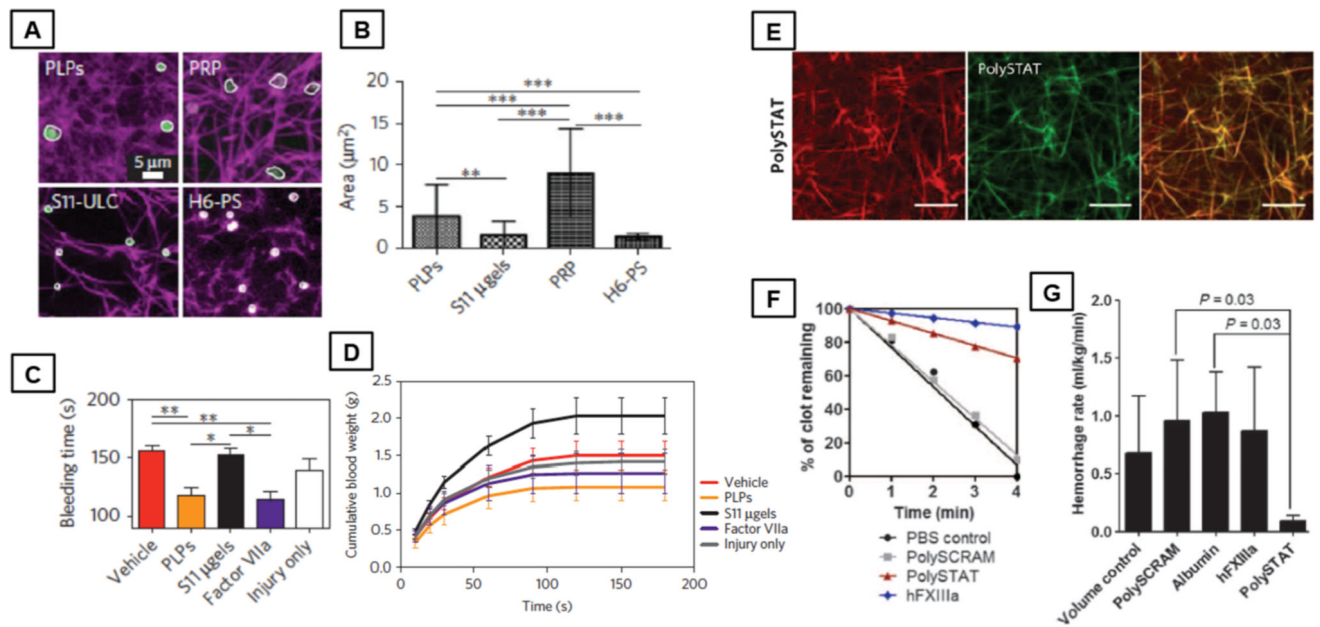 A
PLPs
PRP
5 µm
S11-ULC
H6-PS
B
Area (µm²)
20
15
10
5
0
***
***
***
***
**
PLPs
S11 µgels
PRP
H6-PS
C
Bleeding time (s)
200
150
100
**
**
*
*
Vehicle
PLPs
S11 µgels
Factor VIIa
Injury only
D
Cumulative blood weight (g)
2.5
2.0
1.5
1.0
0.5
0.0
0
50
100
150
200
Time (s)
Vehicle
PLPs
S11 µgels
Factor VIIa
Injury only
E
PolySTAT
PolySTAT
F
% of clot remaining
100
80
60
40
20
0
0
1
2
3
4
Time (min)
PBS control
PolySCRAM
PolySTAT
hFXIIIa
G
Hemorrhage rate (ml/kg/min)
2.0
1.5
1.0
0.5
0.0
P = 0.03
P = 0.03
Volume control
PolySCRAM
Albumin
hFXIIIa
PolySTAT